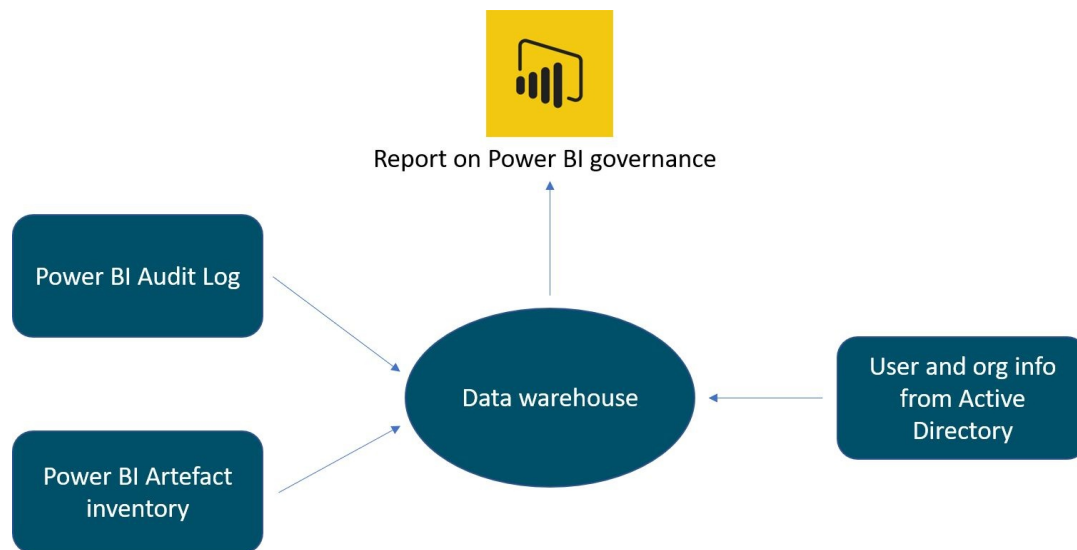 Report on Power BI governance
Power BI Audit Log
Data warehouse
User and org info
from Active
Directory
Power BI Artefact
inventory